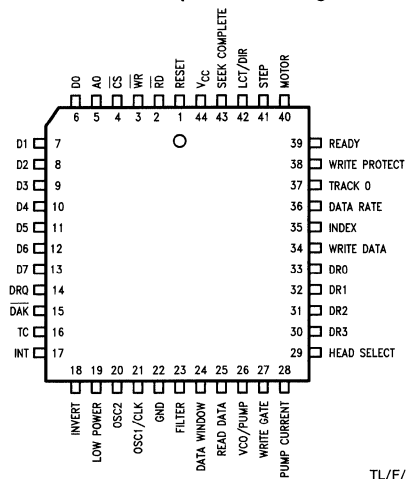 D0 A0 C̅S̅ W̅R̅ R̅D̅ RESET VCC SEEK COMPLETE LCT/DIR STEP MOTOR
6 5 4 3 2 1 44 43 42 41 40
D1 7
D2 8
D3 9
D4 10
D5 11
D6 12
D7 13
DRQ 14
D̅A̅K̅ 15
TC 16
INT 17
39 READY
38 WRITE PROTECT
37 TRACK 0
36 DATA RATE
35 INDEX
34 WRITE DATA
33 DR0
32 DR1
31 DR2
30 DR3
29 HEAD SELECT
18 19 20 21 22 23 24 25 26 27 28
INVERT LOW POWER OSC2 OSC1/CLK GND FILTER DATA WINDOW READ DATA VCO/PUMP WRITE GATE PUMP CURRENT
TL/F/